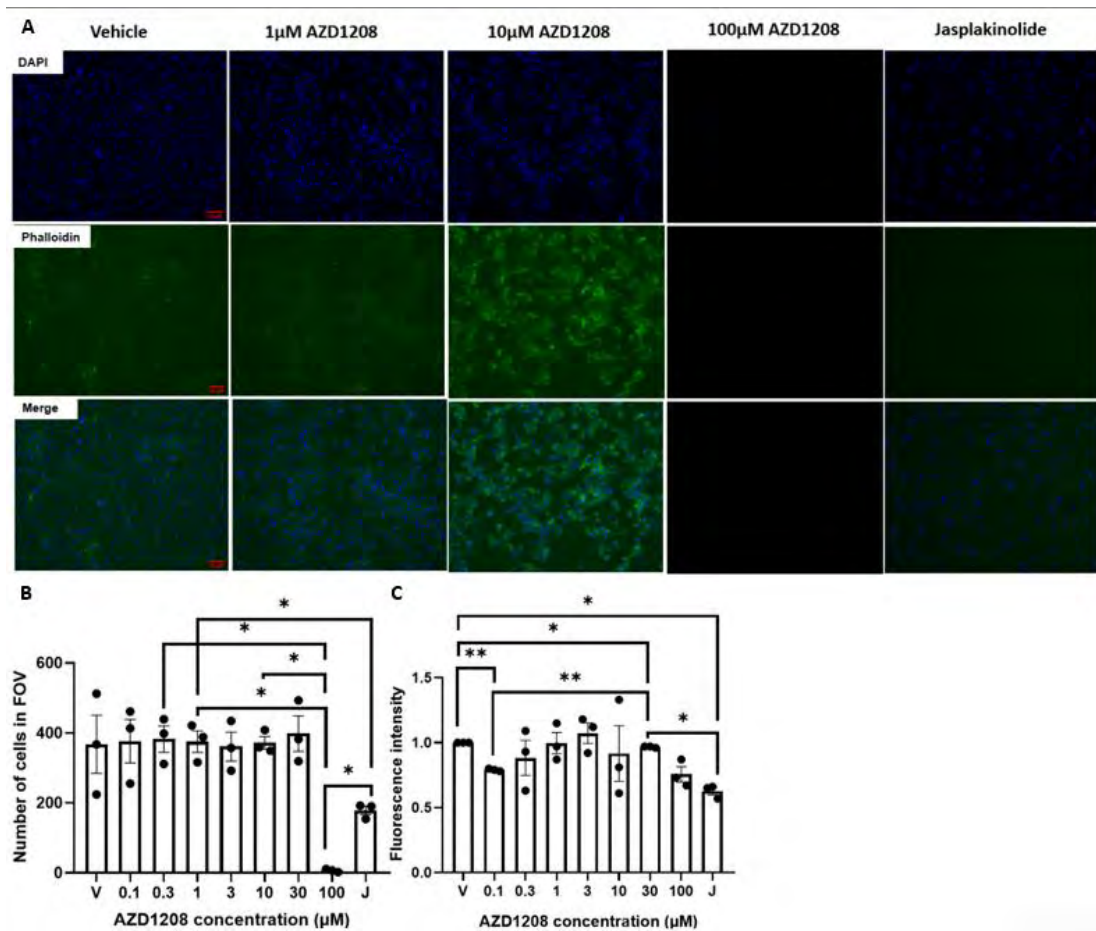 A
Vehicle 1µM AZD1208 10µM AZD1208 100µM AZD1208 Jasplakinolide
DAPI
Phalloidin
Merge
B
Number of cells in FOV
600
400
200
0
* * * * *
V 0.1 0.3 1 3 10 30 100 J
AZD1208 concentration (µM)
C
Fluorescence intensity
1.5
1.0
0.5
0.0
* * ** ** *
V 0.1 0.3 1 3 10 30 100 J
AZD1208 concentration (µM)